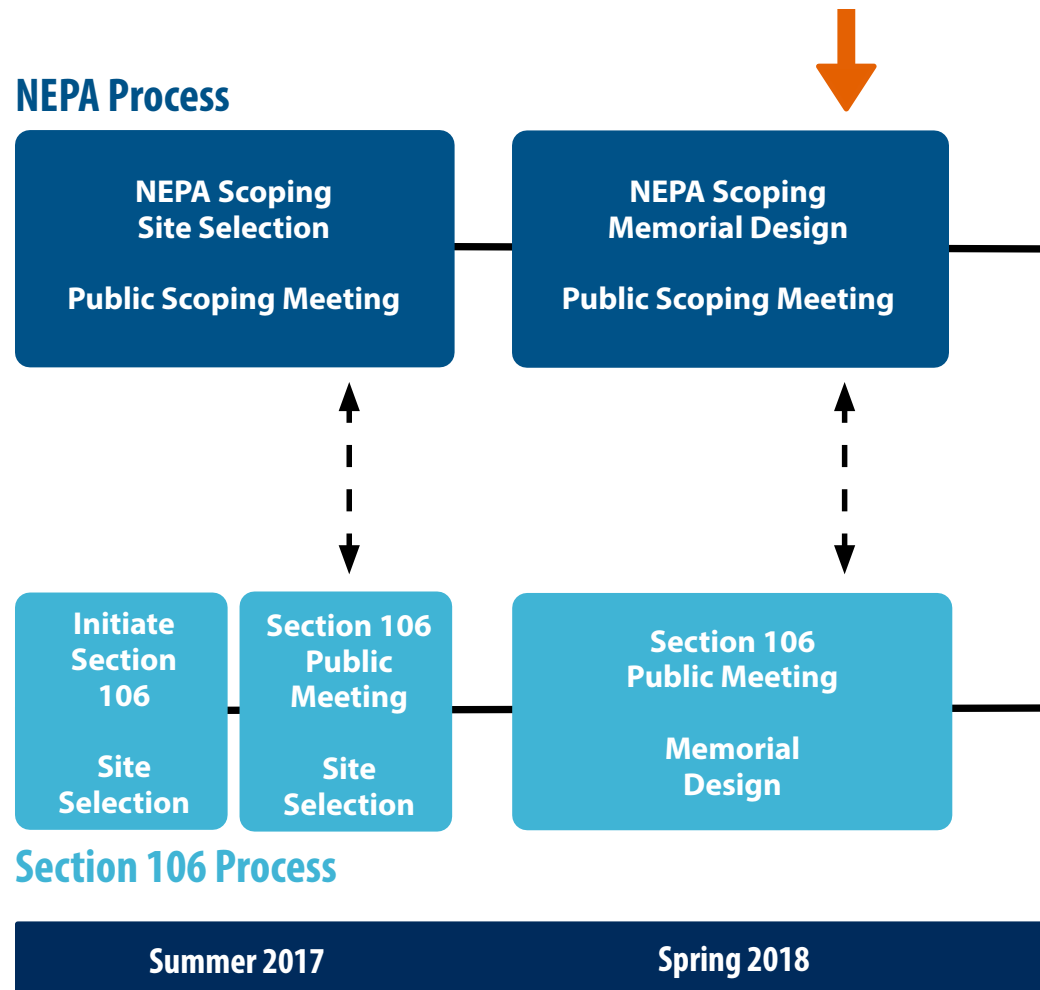 NEPA Process
NEPA Scoping
Site Selection
Public Scoping Meeting
NEPA Scoping
Memorial Design
Public Scoping Meeting
Initiate
Section
106
Site
Selection
Section 106
Public
Meeting
Site
Selection
Section 106
Public Meeting
Memorial
Design
Section 106 Process
Summer 2017
Spring 2018